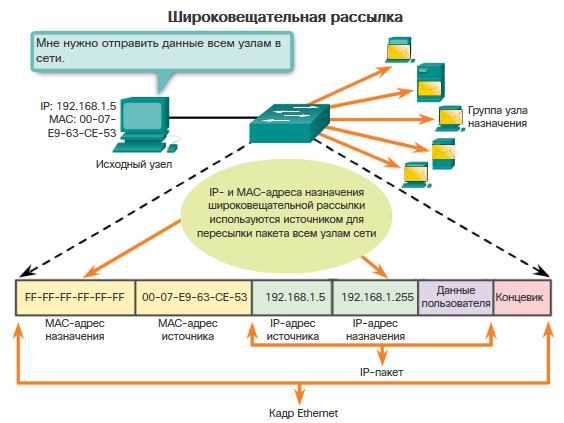 Широковещательная рассылка
Мне нужно отправить данные всем узлам в
сети.
IP: 192.168.1.5
MAC: 00-07-
E9-63-CE-53
Исходный узел
Группа узла
назначения
IP- и MAC-адреса назначения
широковещательной рассылки
используются источником для
пересылки пакета всем узлам сети
FF-FF-FF-FF-FF-FF
00-07-E9-63-CE-53
192.168.1.5
192.168.1.255
Данные
пользователя
Концевик
MAC-адрес
назначения
MAC-адрес
источника
IP-адрес
источника
IP-адрес
назначения
IP-пакет
Кадр Ethernet